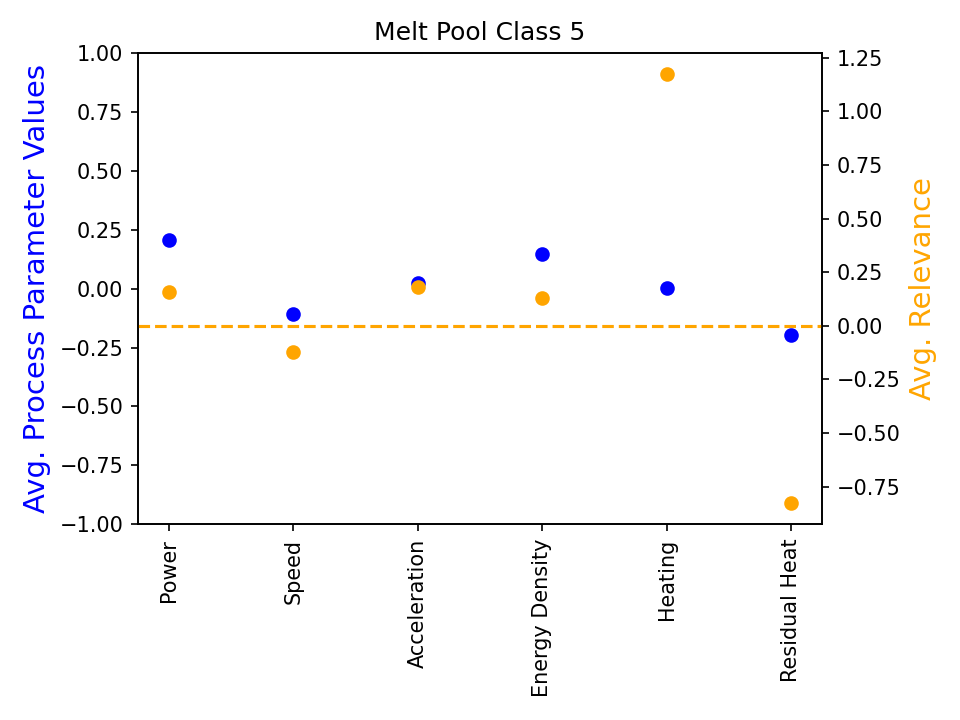 Melt Pool Class 5
Avg. Process Parameter Values
1.00
0.75
0.50
0.25
0.00
−0.25
−0.50
−0.75
−1.00
1.25
1.00
0.75
0.50
0.25
0.00
−0.25
−0.50
−0.75
Avg. Relevance
Power
Speed
Acceleration
Energy Density
Heating
Residual Heat